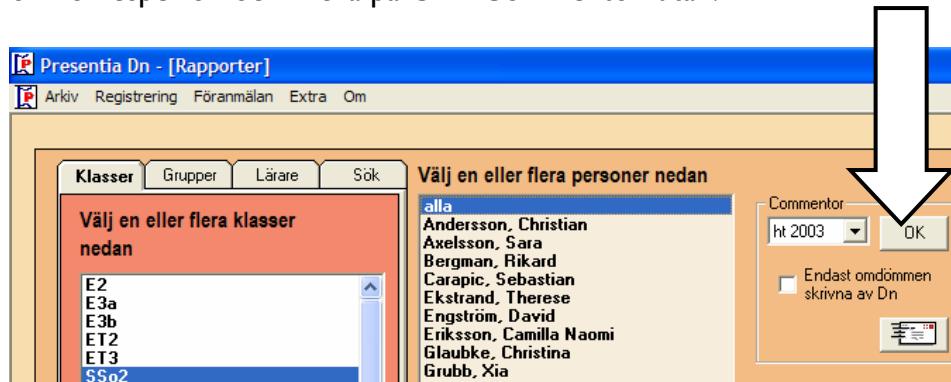 Presentia Dn - [Rapporter]
Arkiv Registrering Föranmälan Extra Om
Klasser Grupper Lärare Sök
Välj en eller flera klasser
nedan
E2
E3a
E3b
ET2
ET3
SSo2
Välj en eller flera personer nedan
alla
Andersson, Christian
Axelsson, Sara
Bergman, Rikard
Carapic, Sebastian
Ekstrand, Therese
Engström, David
Eriksson, Camilla Naomi
Glaubke, Christina
Grubb, Xia
Commentor
ht 2003 OK
Endast omdömmen
skrivna av Dn